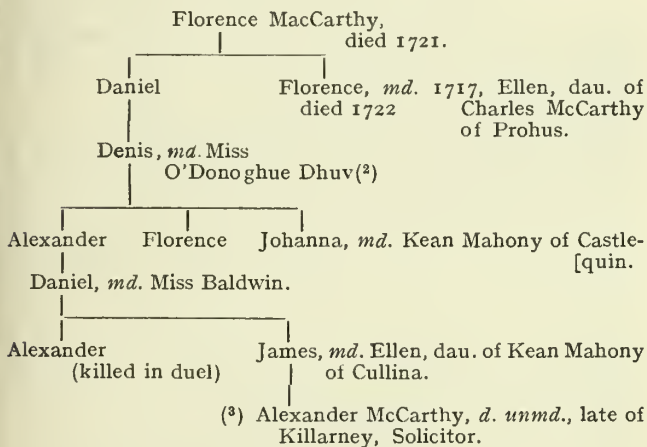 Florence MacCarthy,
died 1721.
Daniel Florence, md. 1717, Ellen, dau. of
died 1722 Charles McCarthy
of Prohus.
Denis, md. Miss
O'Donoghue Dhuv(²)
Alexander Florence Johanna, md. Kean Mahony of Castle-
[quin.
Daniel, md. Miss Baldwin.
Alexander James, md. Ellen, dau. of Kean Mahony
(killed in duel) of Cullina.
(³) Alexander McCarthy, d. unmd., late of
Killarney, Solicitor.